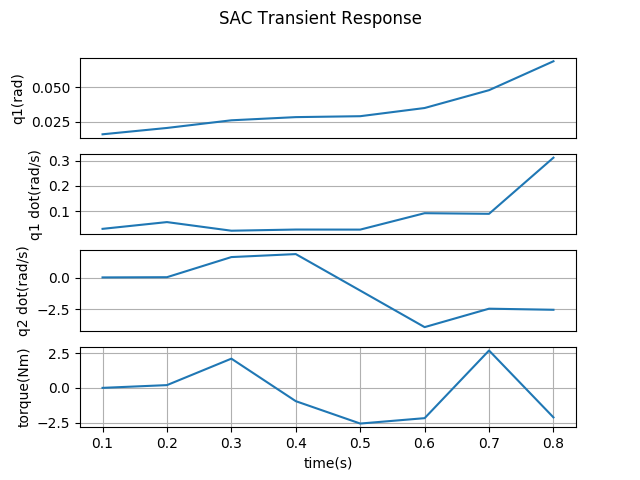 SAC Transient Response
q1(rad)
0.050
0.025
q1 dot(rad/s)
0.3
0.2
0.1
q2 dot(rad/s)
0.0
−2.5
torque(Nm)
2.5
0.0
−2.5
0.1 0.2 0.3 0.4 0.5 0.6 0.7 0.8
time(s)